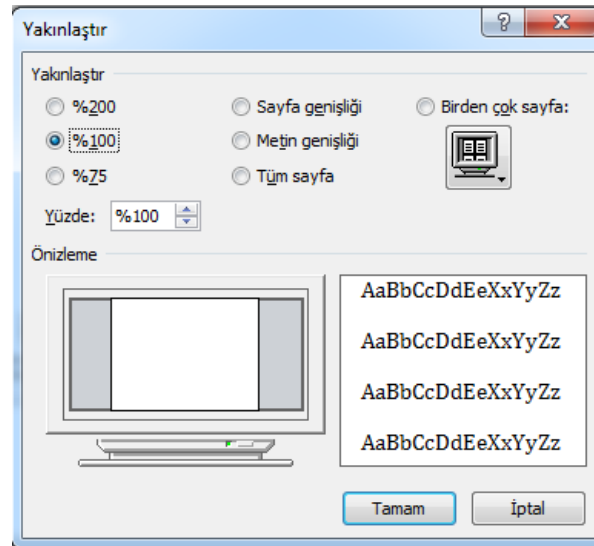 Yakınlaştır
Yakınlaştır
%200 Sayfa genişliği Birden çok sayfa:
%100 Metin genişliği
%75 Tüm sayfa
Yüzde: %100
Önizleme
AaBbCcDdEeXxYyZz
AaBbCcDdEeXxYyZz
AaBbCcDdEeXxYyZz
AaBbCcDdEeXxYyZz
Tamam İptal